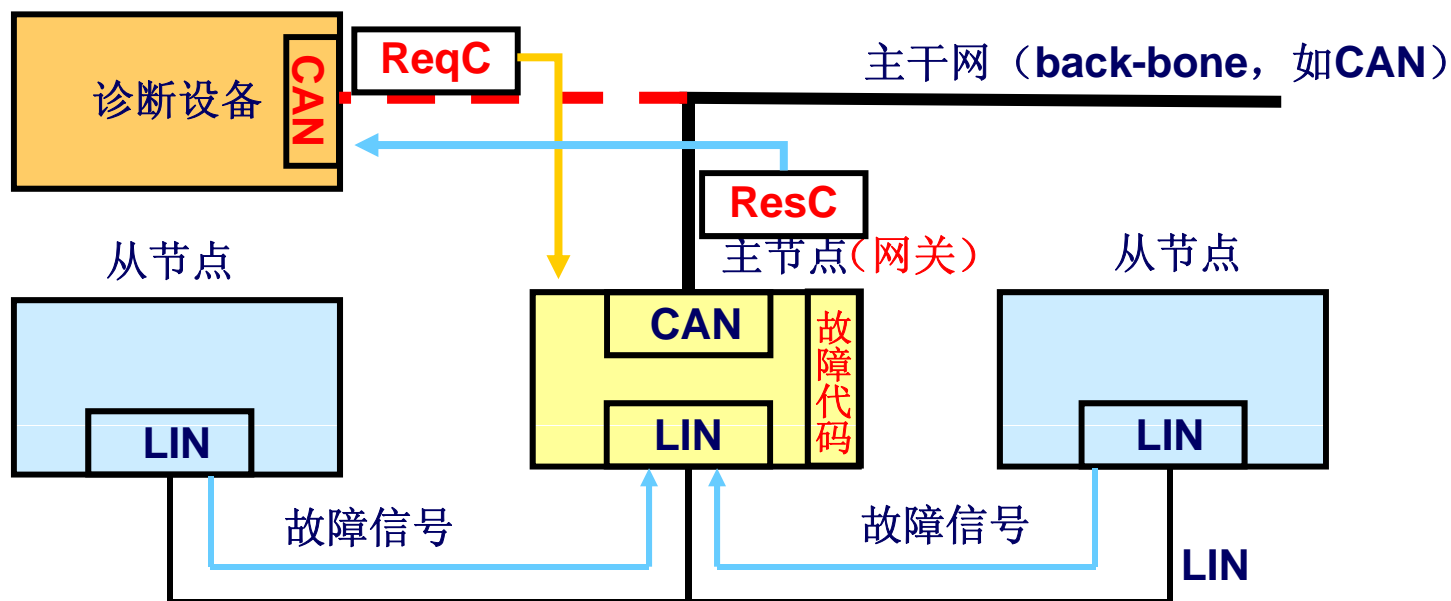 ReqC
主干网（back-bone，如CAN）
诊断设备
CAN
ResC
从节点
主节点（网关）
从节点
CAN
故障代码
LIN
LIN
LIN
故障信号
故障信号
LIN